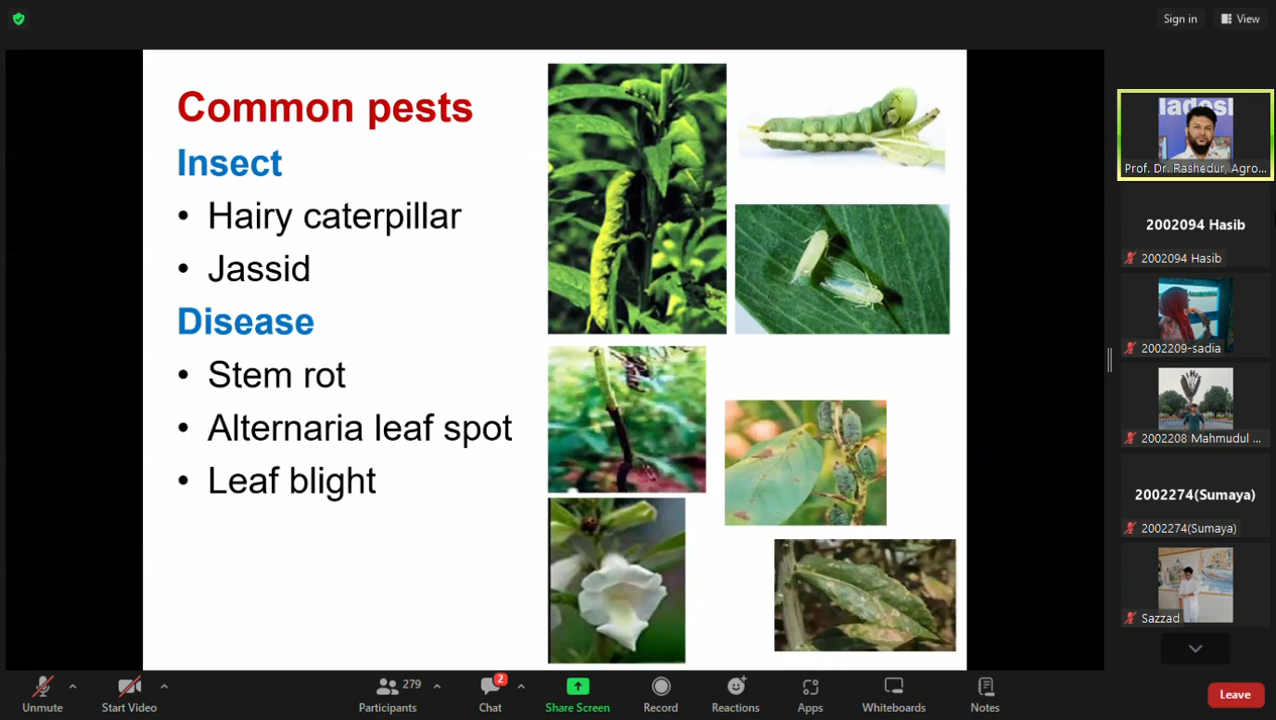 Sign in
View
Common pests
Insect
• Hairy caterpillar
• Jassid
Disease
• Stem rot
• Alternaria leaf spot
• Leaf blight
Prof. Dr. Rashedur, Agro...
2002094 Hasib
2002094 Hasib
2002209-sadia
2002208 Mahmudul ...
2002274(Sumaya)
2002274(Sumaya)
Sazzad
Unmute
Start Video
279
Participants
2
Chat
Share Screen
Record
Reactions
Apps
Whiteboards
Notes
Leave